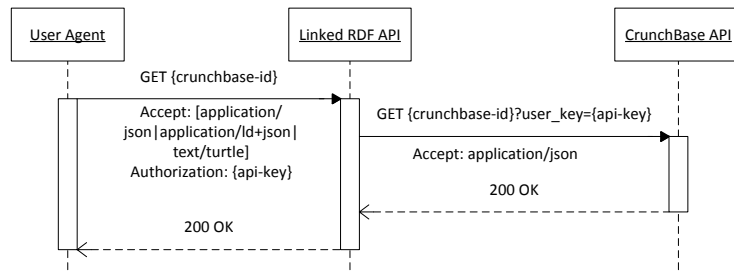 User Agent
Linked RDF API
CrunchBase API
GET {crunchbase-id}
Accept: [application/
json|application/ld+json|
text/turtle]
Authorization: {api-key}
GET {crunchbase-id}?user_key={api-key}
Accept: application/json
200 OK
200 OK